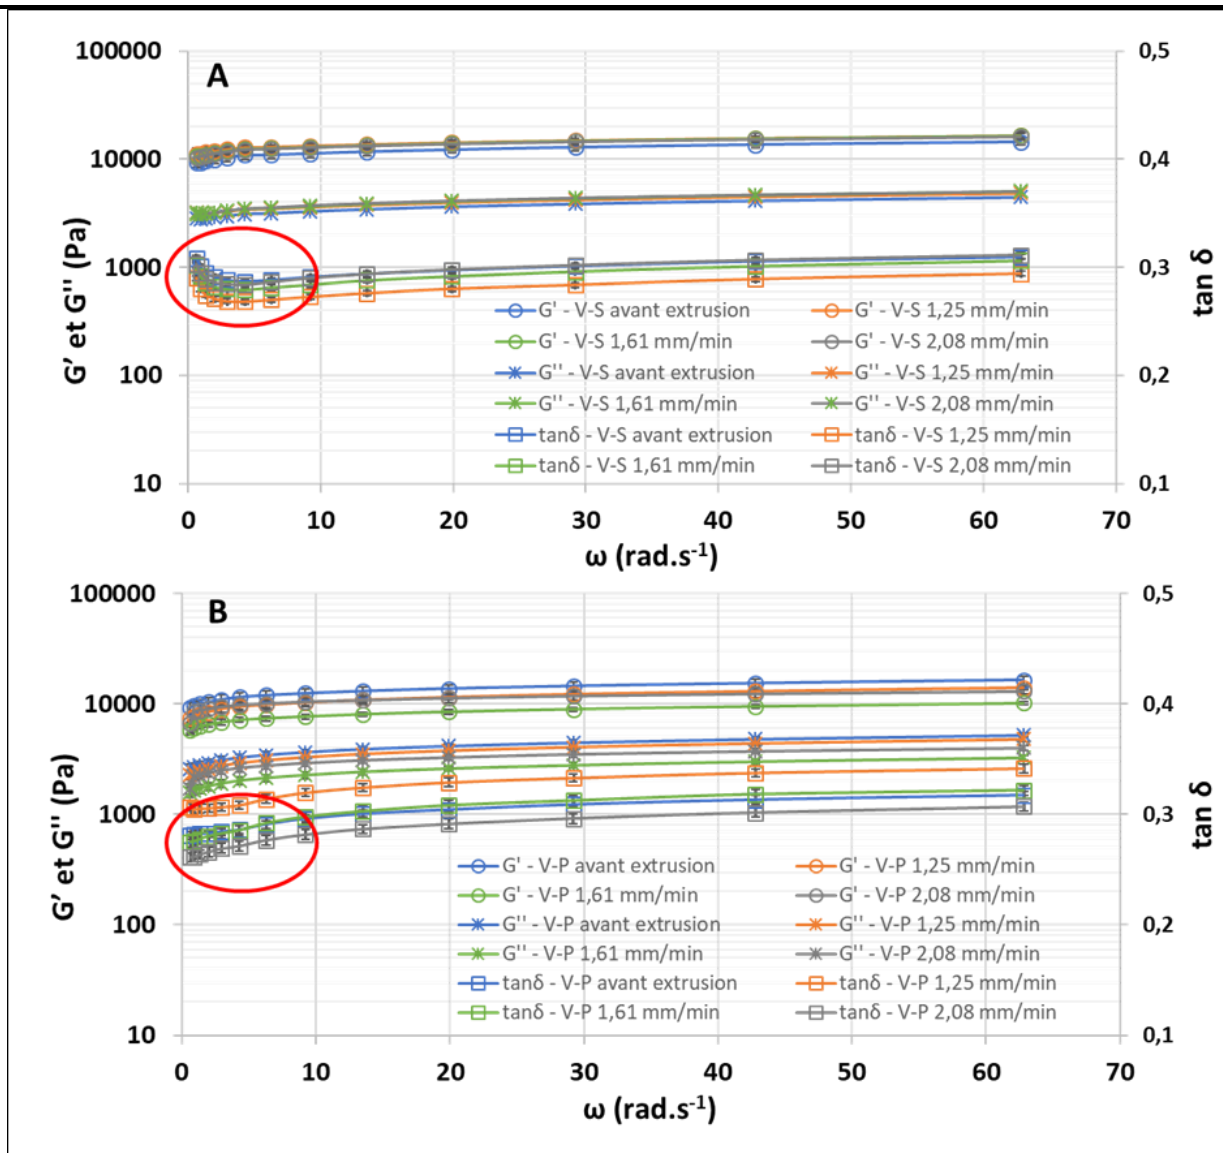 A
100000
10000
1000
100
10
G' et G'' (Pa)
0,5
0,4
0,3
0,2
0,1
tan δ
G' - V-S avant extrusion G' - V-S 1,25 mm/min
G' - V-S 1,61 mm/min G' - V-S 2,08 mm/min
G'' - V-S avant extrusion G'' - V-S 1,25 mm/min
G'' - V-S 1,61 mm/min G'' - V-S 2,08 mm/min
tanδ - V-S avant extrusion tanδ - V-S 1,25 mm/min
tanδ - V-S 1,61 mm/min tanδ - V-S 2,08 mm/min
0 10 20 30 40 50 60 70
ω (rad.s⁻¹)
B
100000
10000
1000
100
10
G' et G'' (Pa)
0,5
0,4
0,3
0,2
0,1
tan δ
G' - V-P avant extrusion G' - V-P 1,25 mm/min
G' - V-P 1,61 mm/min G' - V-P 2,08 mm/min
G'' - V-P avant extrusion G'' - V-P 1,25 mm/min
G'' - V-P 1,61 mm/min G'' - V-P 2,08 mm/min
tanδ - V-P avant extrusion tanδ - V-P 1,25 mm/min
tanδ - V-P 1,61 mm/min tanδ - V-P 2,08 mm/min
0 10 20 30 40 50 60 70
ω (rad.s⁻¹)